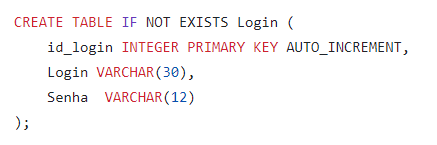 CREATE TABLE IF NOT EXISTS Login (
    id_login INTEGER PRIMARY KEY AUTO_INCREMENT,
    Login VARCHAR(30),
    Senha  VARCHAR(12)
);